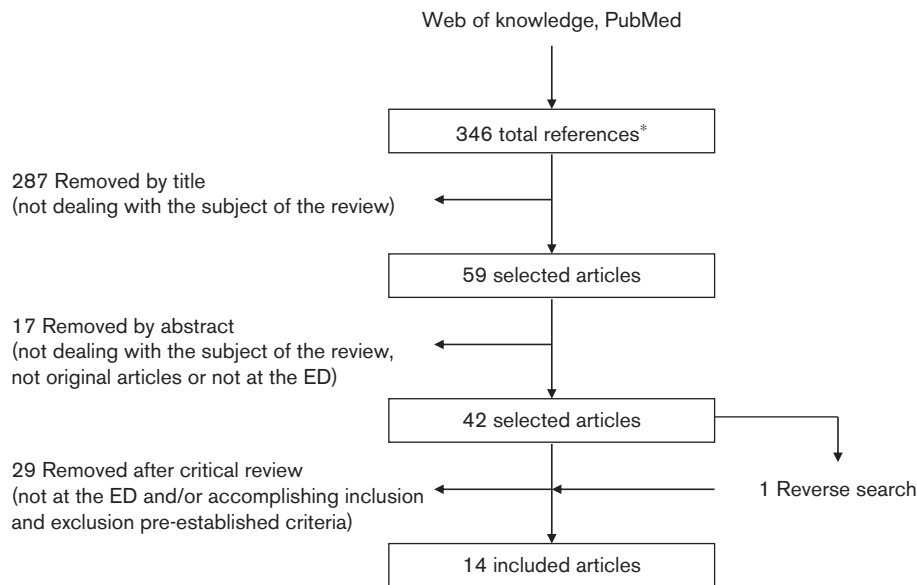 Web of knowledge, PubMed
346 total references*
287 Removed by title
(not dealing with the subject of the review)
59 selected articles
17 Removed by abstract
(not dealing with the subject of the review,
not original articles or not at the ED)
42 selected articles
29 Removed after critical review
(not at the ED and/or accomplishing inclusion
and exclusion pre-established criteria)
1 Reverse search
14 included articles